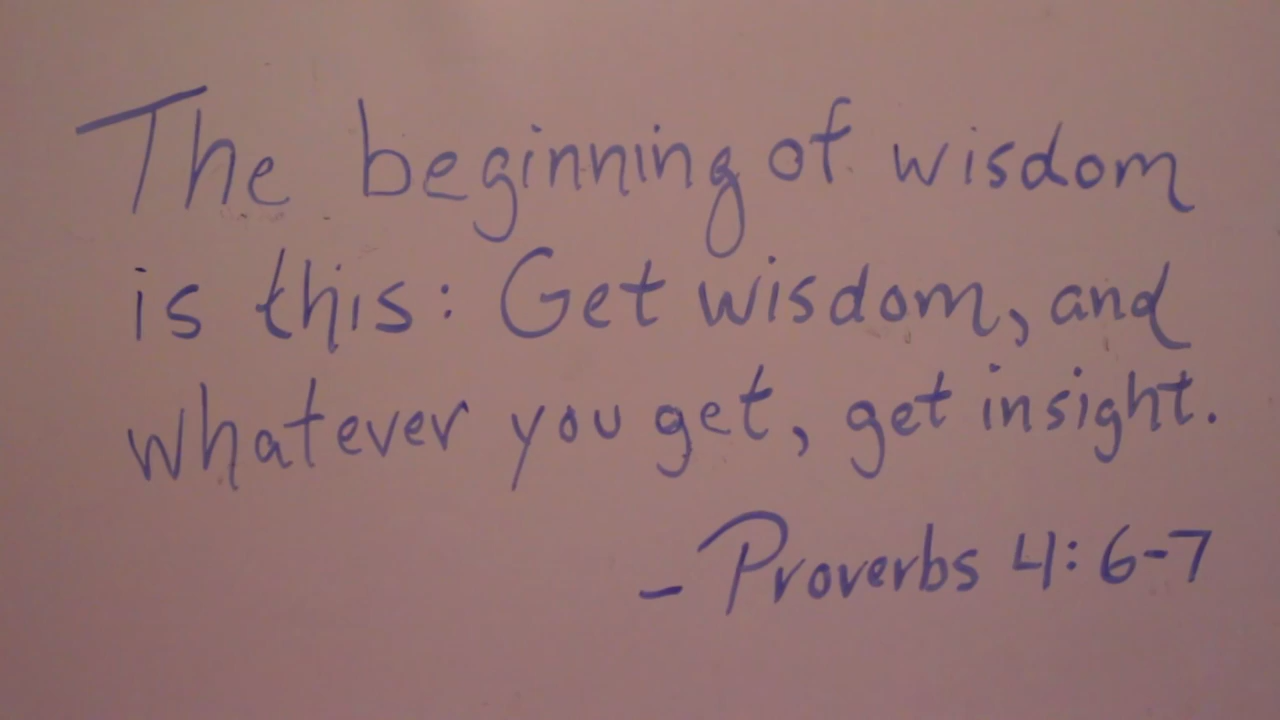 The beginning of wisdom
is this: Get wisdom, and
whatever you get, get insight.
- Proverbs 4:6-7